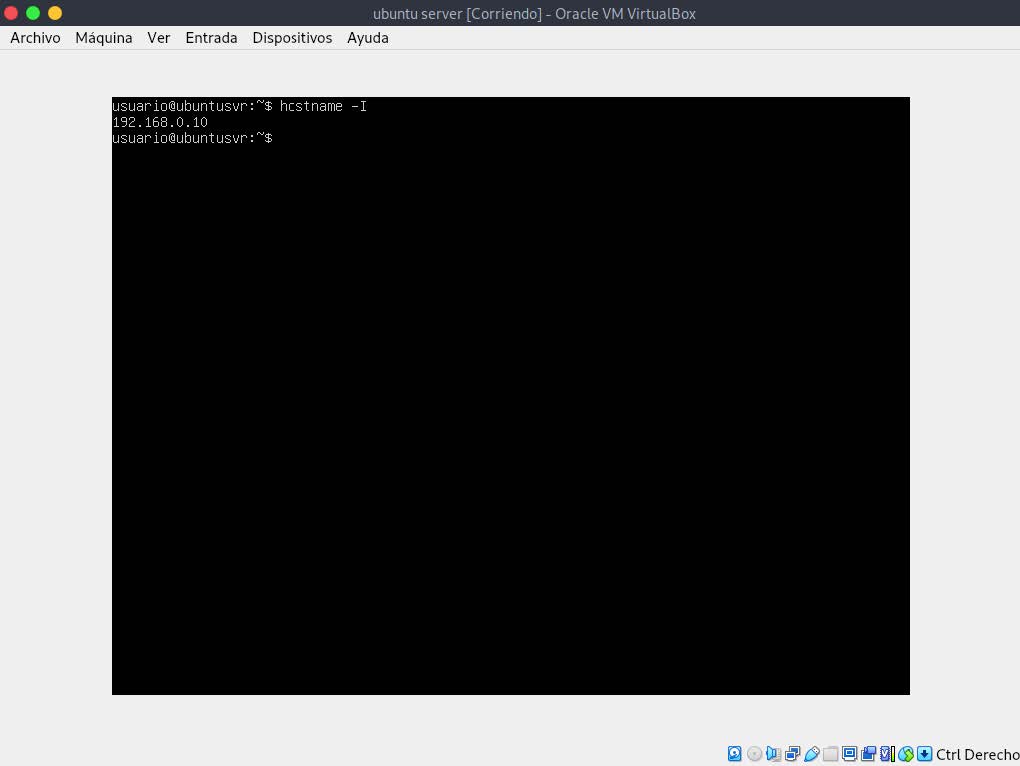 ubuntu server [Corriendo] - Oracle VM VirtualBox
Archivo Máquina Ver Entrada Dispositivos Ayuda
usuario@ubuntusvr:~$ hcstname -I
192.168.0.10
usuario@ubuntusvr:~$
Ctrl Derecho